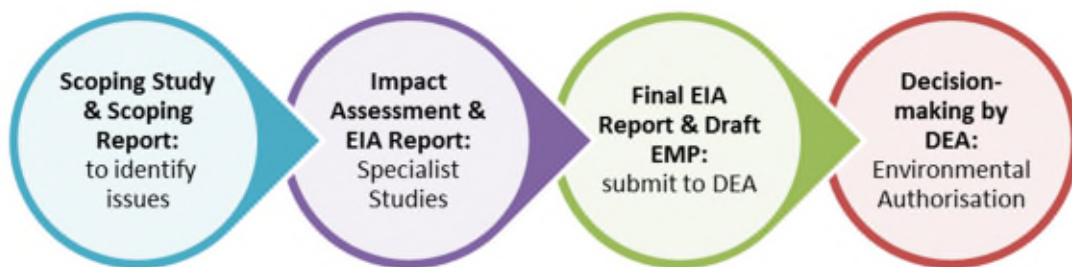 Scoping Study
& Scoping
Report:
to identify
issues
Impact
Assessment &
EIA Report:
Specialist
Studies
Final EIA
Report & Draft
EMP:
submit to DEA
Decision-
making by
DEA:
Environmental
Authorisation